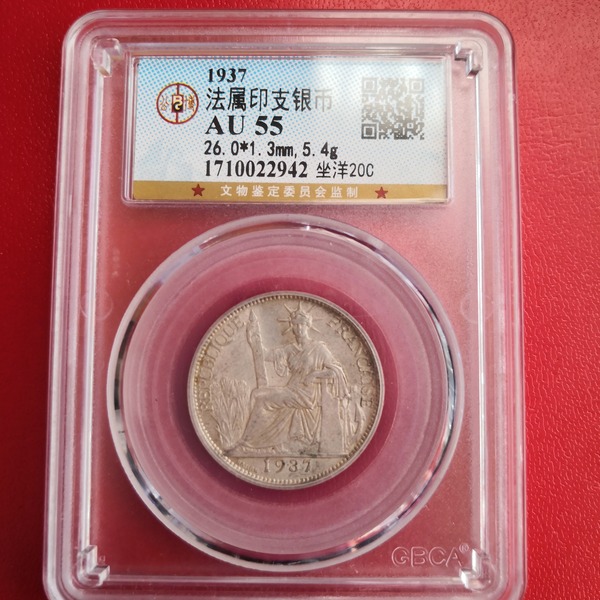 1937
法属印支银币
AU 55
26.0*1.3mm,5.4g
1710022942 坐洋20C
★ 文物鉴定委员会监制 ★
REPUBLIQUE FRANCAISE
1937
GBCA®